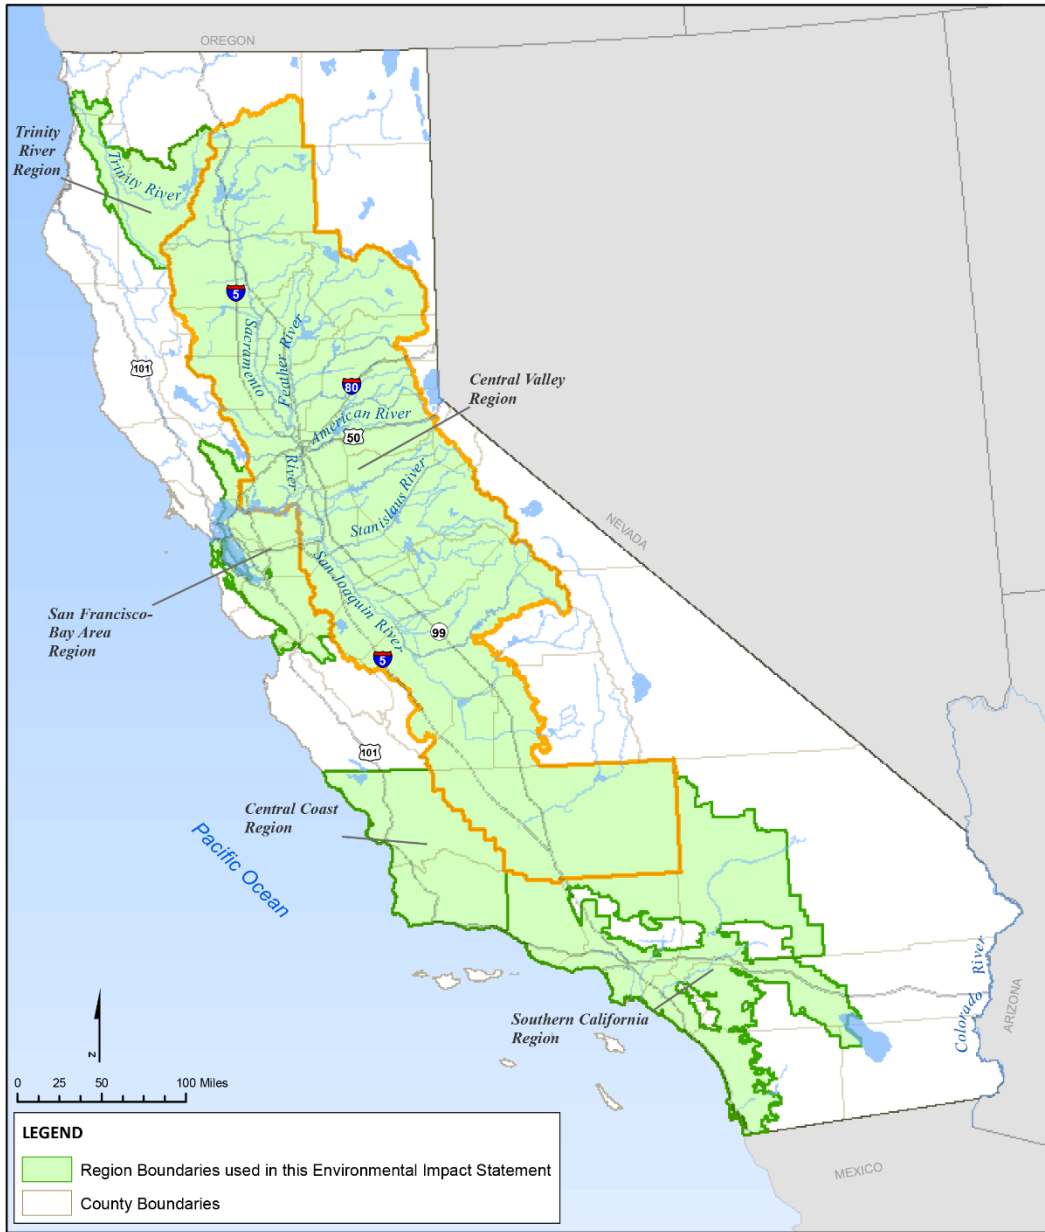 OREGON
Trinity
River
Region
Trinity River
5
Sacramento
Feather River
101
80
Central Valley
Region
American River
50
River
Stanislaus River
NEVADA
San Joaquin River
San Francisco-
Bay Area
Region
99
5
101
Central Coast
Region
Pacific Ocean
Southern California
Region
Colorado River
ARIZONA
N
0 25 50 100 Miles
MEXICO
LEGEND
Region Boundaries used in this Environmental Impact Statement
County Boundaries